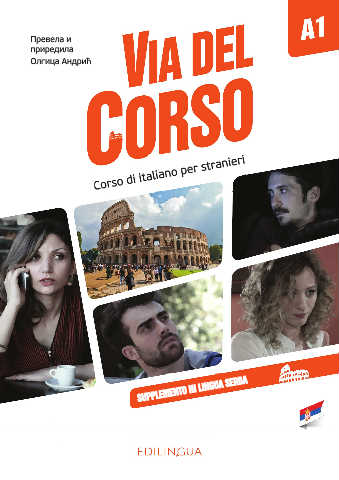 Превела и
приредила
Олгица Андрић
A1
VIA DEL
CORSO
Corso di Italiano per stranieri
SUPPLEMENTO IN LINGUA SERBA
EDILINGUA